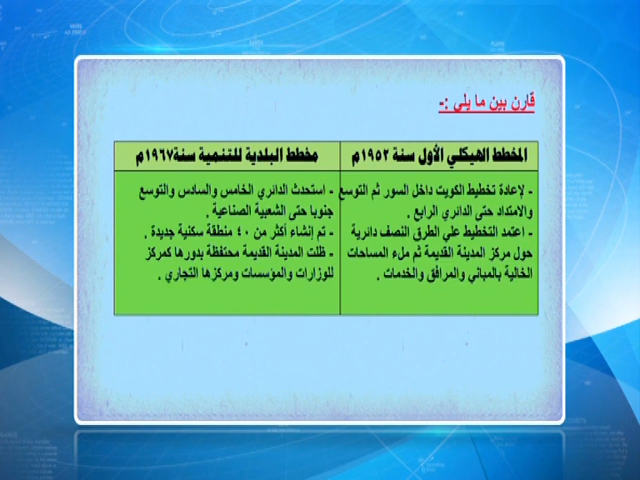 قارن بين ما يلي :-
المخطط الهيكلي الأول سنة ١٩٥٢م
مخطط البلدية للتنمية سنة١٩٦٧م
- لإعادة تخطيط الكويت داخل السور ثم التوسع
والامتداد حتى الدائري الرابع .
- اعتمد التخطيط علي الطرق النصف دائرية
حول مركز المدينة القديمة ثم ملء المساحات
الخالية بالمباني والمرافق والخدمات .
- استحدث الدائري الخامس والسادس والتوسع
جنوبا حتى الشعيبة الصناعية .
- تم إنشاء أكثر من ٤٠ منطقة سكنية جديدة .
- ظلت المدينة القديمة محتفظة بدورها كمركز
للوزارات والمؤسسات ومركزها التجاري .